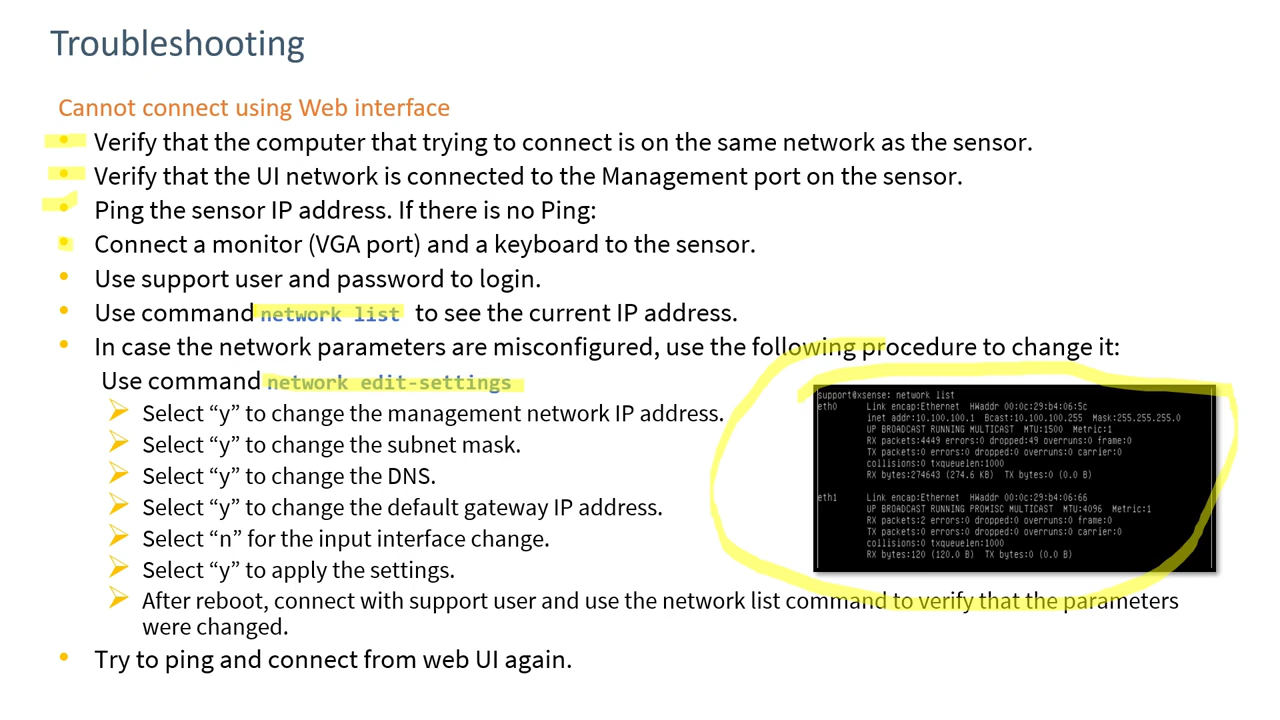 Troubleshooting
Cannot connect using Web interface
• Verify that the computer that trying to connect is on the same network as the sensor.
• Verify that the UI network is connected to the Management port on the sensor.
• Ping the sensor IP address. If there is no Ping:
• Connect a monitor (VGA port) and a keyboard to the sensor.
• Use support user and password to login.
• Use command network list to see the current IP address.
• In case the network parameters are misconfigured, use the following procedure to change it:
Use command network edit-settings
➢ Select “y” to change the management network IP address.
➢ Select “y” to change the subnet mask.
➢ Select “y” to change the DNS.
➢ Select “y” to change the default gateway IP address.
➢ Select “n” for the input interface change.
➢ Select “y” to apply the settings.
➢ After reboot, connect with support user and use the network list command to verify that the parameters
were changed.
• Try to ping and connect from web UI again.
support@xsense: network list
eth0 Link encap:Ethernet HWaddr 00:0c:29:b4:06:5c
inet addr:10.100.100.1 Bcast:10.100.100.255 Mask:255.255.255.0
UP BROADCAST RUNNING MULTICAST MTU:1500 Metric:1
RX packets:4449 errors:0 dropped:49 overruns:0 frame:0
TX packets:0 errors:0 dropped:0 overruns:0 carrier:0
collisions:0 txqueuelen:1000
RX bytes:274643 (274.6 KB) TX bytes:0 (0.0 B)
eth1 Link encap:Ethernet HWaddr 00:0c:29:b4:06:66
UP BROADCAST RUNNING PROMISC MULTICAST MTU:4096 Metric:1
RX packets:2 errors:0 dropped:0 overruns:0 frame:0
TX packets:0 errors:0 dropped:0 overruns:0 carrier:0
collisions:0 txqueuelen:1000
RX bytes:120 (120.0 B) TX bytes:0 (0.0 B)